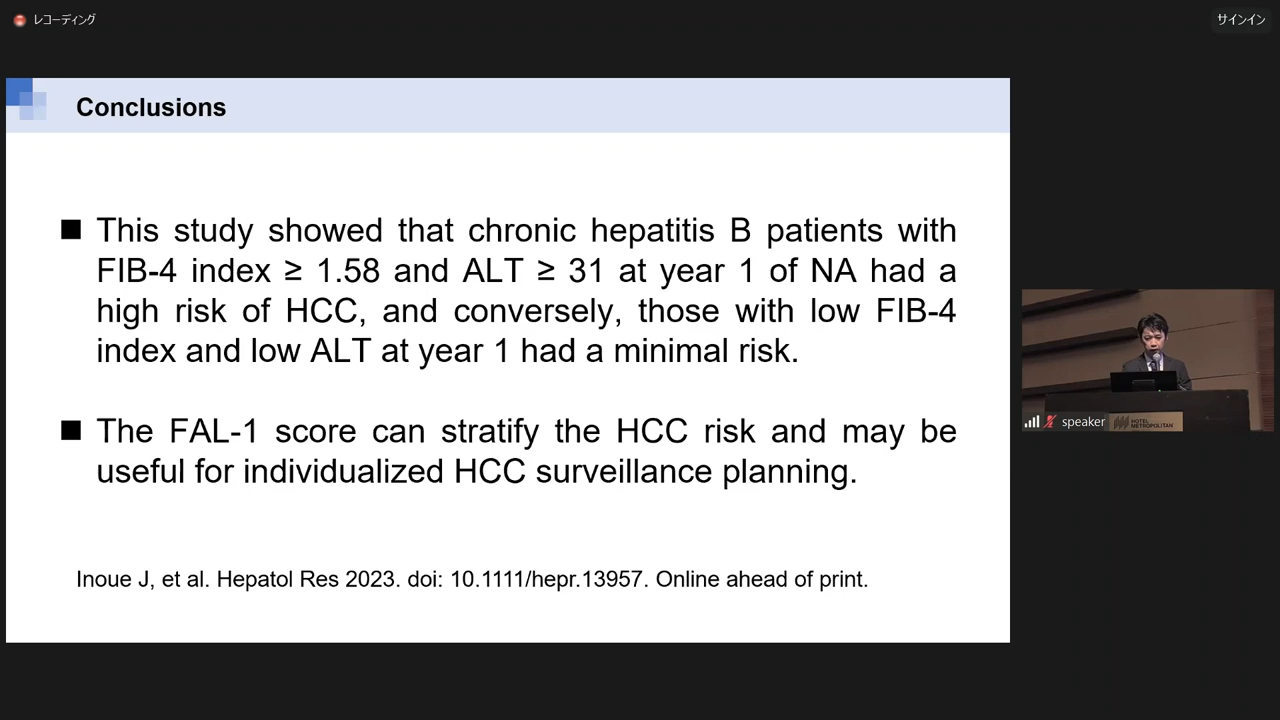 レコーディング
サインイン
Conclusions
■ This study showed that chronic hepatitis B patients with
FIB-4 index ≥ 1.58 and ALT ≥ 31 at year 1 of NA had a
high risk of HCC, and conversely, those with low FIB-4
index and low ALT at year 1 had a minimal risk.
■ The FAL-1 score can stratify the HCC risk and may be
useful for individualized HCC surveillance planning.
Inoue J, et al. Hepatol Res 2023. doi: 10.1111/hepr.13957. Online ahead of print.
speaker
HOTEL
METROPOLITAN